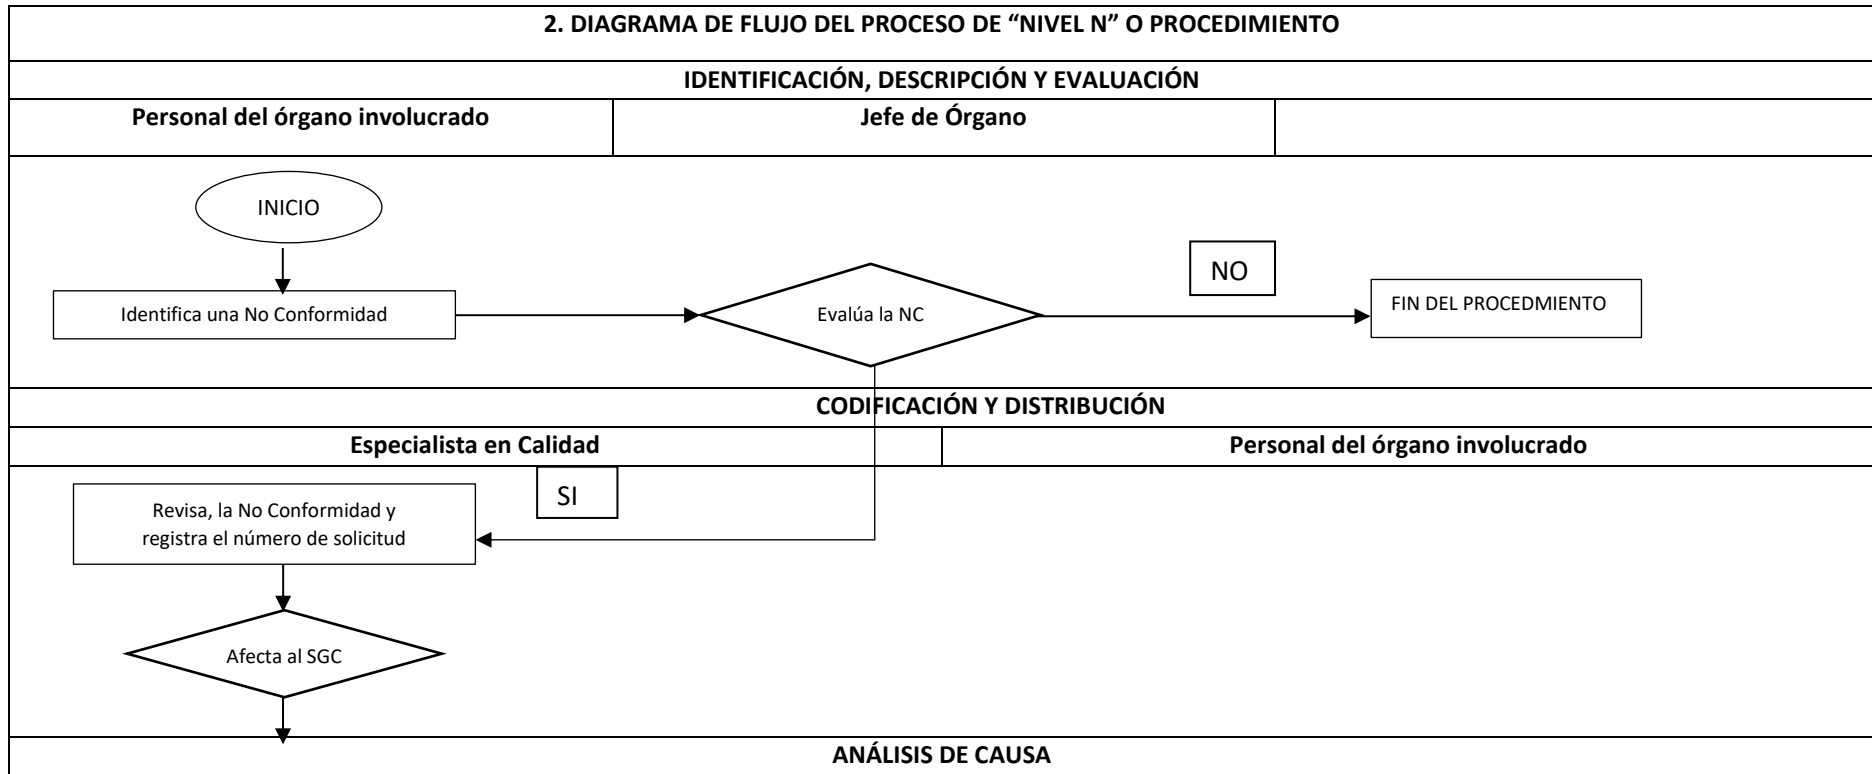 2. DIAGRAMA DE FLUJO DEL PROCESO DE “NIVEL N” O PROCEDIMIENTO
IDENTIFICACIÓN, DESCRIPCIÓN Y EVALUACIÓN
Personal del órgano involucrado
Jefe de Órgano
INICIO
Identifica una No Conformidad
Evalúa la NC
NO
FIN DEL PROCEDMIENTO
CODIFICACIÓN Y DISTRIBUCIÓN
Especialista en Calidad
Personal del órgano involucrado
SI
Revisa, la No Conformidad y
registra el número de solicitud
Afecta al SGC
ANÁLISIS DE CAUSA